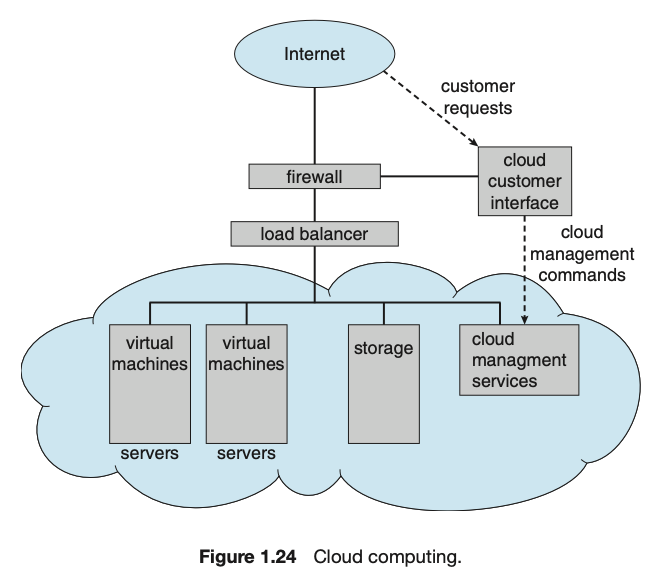 Internet
customer
requests
cloud
customer
interface
firewall
load balancer
cloud
management
commands
virtual
machines
virtual
machines
storage
cloud
managment
services
servers
servers
Figure 1.24 Cloud computing.